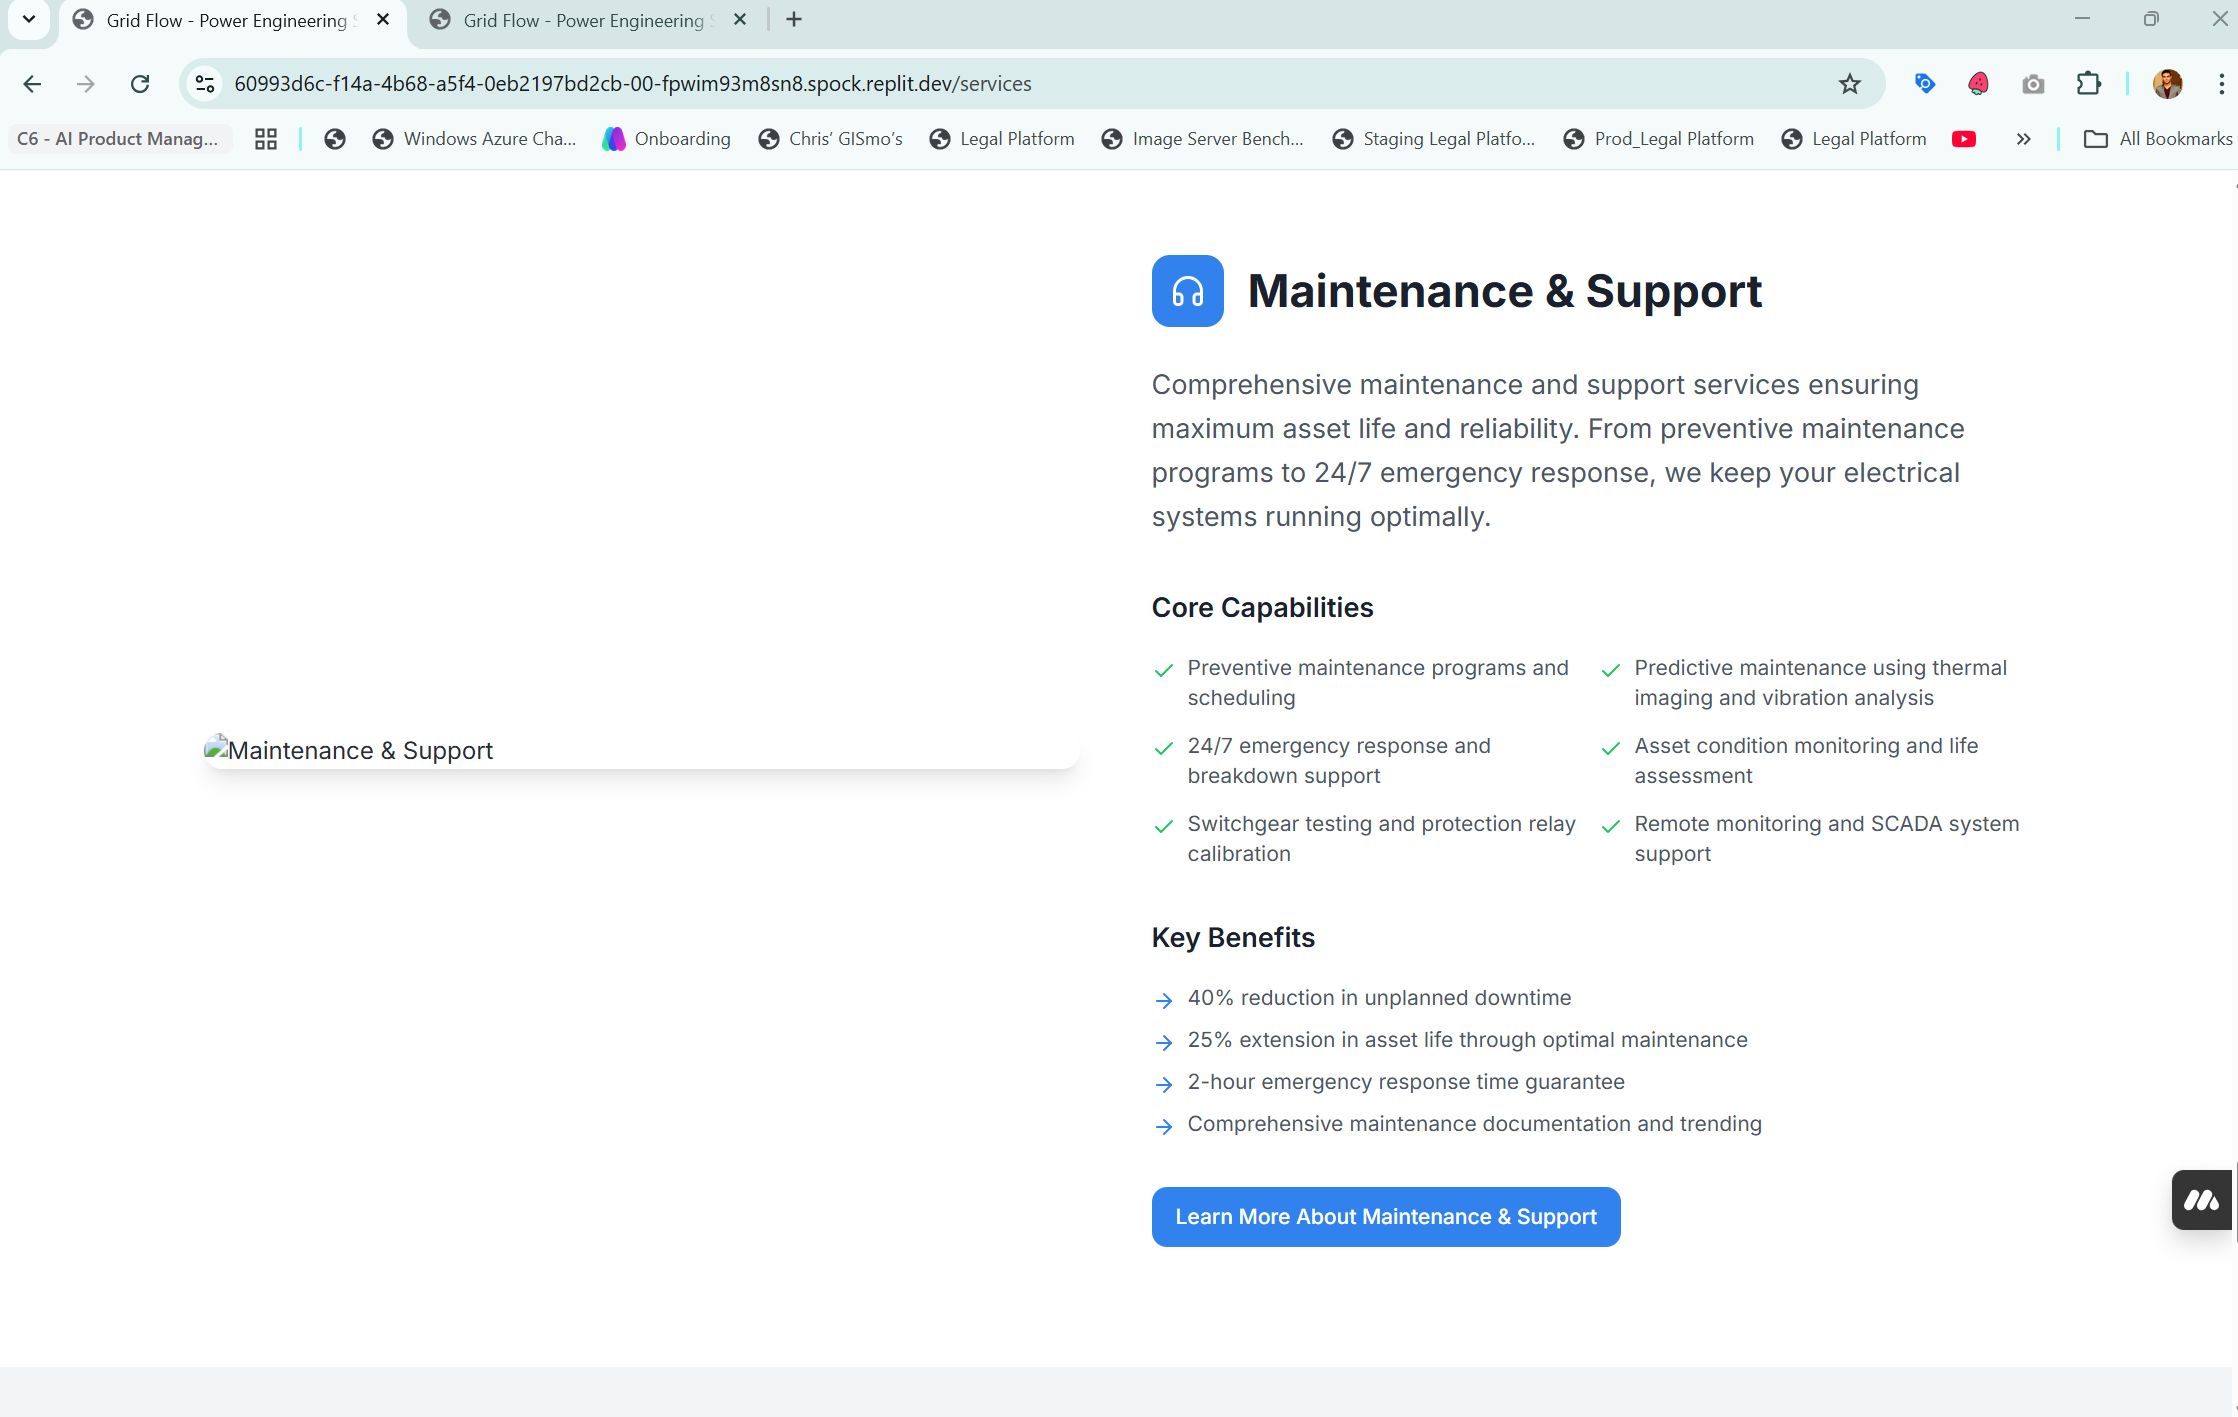 Grid Flow - Power Engineering
Grid Flow - Power Engineering
60993d6c-f14a-4b68-a5f4-0eb2197bd2cb-00-fpwim93m8sn8.spock.replit.dev/services
C6 - AI Product Manag...
Windows Azure Cha...
Onboarding
Chris’ GISmo’s
Legal Platform
Image Server Bench...
Staging Legal Platfo...
Prod_Legal Platform
Legal Platform
All Bookmarks
Maintenance & Support
Comprehensive maintenance and support services ensuring
maximum asset life and reliability. From preventive maintenance
programs to 24/7 emergency response, we keep your electrical
systems running optimally.
Maintenance & Support
Core Capabilities
Preventive maintenance programs and
scheduling
Predictive maintenance using thermal
imaging and vibration analysis
24/7 emergency response and
breakdown support
Asset condition monitoring and life
assessment
Switchgear testing and protection relay
calibration
Remote monitoring and SCADA system
support
Key Benefits
40% reduction in unplanned downtime
25% extension in asset life through optimal maintenance
2-hour emergency response time guarantee
Comprehensive maintenance documentation and trending
Learn More About Maintenance & Support